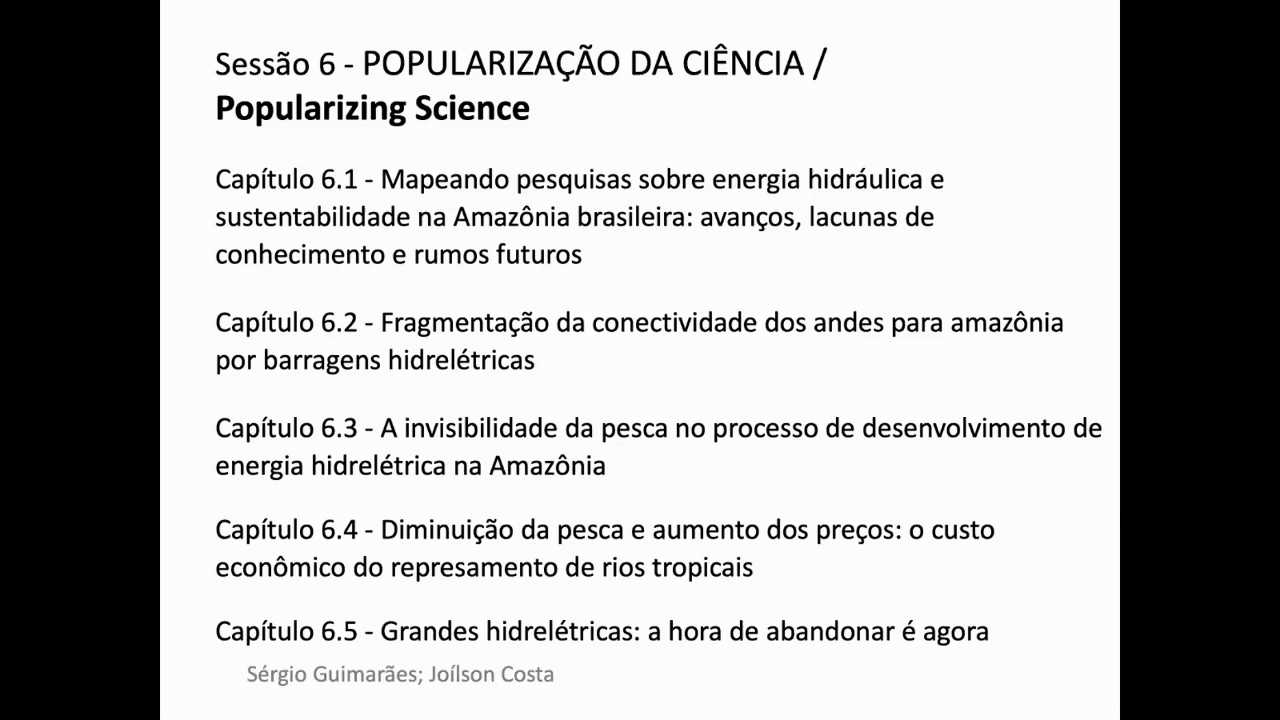 Sessão 6 - POPULARIZAÇÃO DA CIÊNCIA /
Popularizing Science
Capítulo 6.1 - Mapeando pesquisas sobre energia hidráulica e
sustentabilidade na Amazônia brasileira: avanços, lacunas de
conhecimento e rumos futuros
Capítulo 6.2 - Fragmentação da conectividade dos andes para amazônia
por barragens hidrelétricas
Capítulo 6.3 - A invisibilidade da pesca no processo de desenvolvimento de
energia hidrelétrica na Amazônia
Capítulo 6.4 - Diminuição da pesca e aumento dos preços: o custo
econômico do represamento de rios tropicais
Capítulo 6.5 - Grandes hidrelétricas: a hora de abandonar é agora
Sérgio Guimarães; Joílson Costa